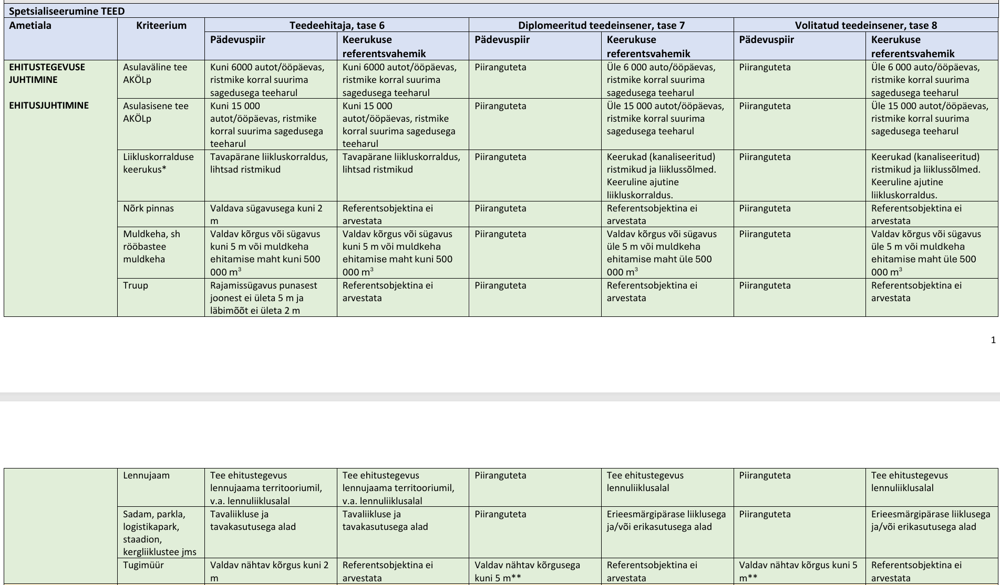 Spetsialiseerumine TEED
Ametiala
Kriteerium
Teedeehitaja, tase 6
Diplomeeritud teedeinsener, tase 7
Volitatud teedeinsener, tase 8
Pädevuspiir
Keerukuse
referentsvahemik
Pädevuspiir
Keerukuse
referentsvahemik
Pädevuspiir
Keerukuse
referentsvahemik
EHITUSTEGEVUSE
JUHTIMINE
Asulaväline tee
AKÖLp
Kuni 6000 autot/ööpäevas,
ristmike korral suurima
sagedusega teeharul
Kuni 6000 autot/ööpäevas,
ristmike korral suurima
sagedusega teeharul
Piiranguteta
Üle 6 000 auto/ööpäevas,
ristmike korral suurima
sagedusega teeharul
Piiranguteta
Üle 6 000 auto/ööpäevas,
ristmike korral suurima
sagedusega teeharul
EHITUSJUHTIMINE
Asulasisene tee
AKÖLp
Kuni 15 000
autot/ööpäevas, ristmike
korral suurima sagedusega
teeharul
Kuni 15 000
autot/ööpäevas, ristmike
korral suurima sagedusega
teeharul
Piiranguteta
Üle 15 000 autot/ööpäevas,
ristmike korral suurima
sagedusega teeharul
Piiranguteta
Üle 15 000 autot/ööpäevas,
ristmike korral suurima
sagedusega teeharul
Liikluskorralduse
keerukus*
Tavapärane liikluskorraldus,
lihtsad ristmikud
Tavapärane liikluskorraldus,
lihtsad ristmikud
Piiranguteta
Keerukad (kanaliseeritud)
ristmikud ja liiklussõlmed.
Keeruline ajutine
liikluskorraldus.
Piiranguteta
Keerukad (kanaliseeritud)
ristmikud ja liiklussõlmed.
Keeruline ajutine
liikluskorraldus.
Nõrk pinnas
Valdava sügavusega kuni 2
m
Referentsobjektina ei
arvestata
Piiranguteta
Referentsobjektina ei
arvestata
Piiranguteta
Referentsobjektina ei
arvestata
Muldkeha, sh
rööbastee
muldkeha
Valdav kõrgus või sügavus
kuni 5 m või muldkeha
ehitamise maht kuni 500
000 m³
Valdav kõrgus või sügavus
kuni 5 m või muldkeha
ehitamise maht kuni 500
000 m³
Piiranguteta
Valdav kõrgus või sügavus
üle 5 m või muldkeha
ehitamise maht üle 500
000 m³
Piiranguteta
Valdav kõrgus või sügavus
üle 5 m või muldkeha
ehitamise maht üle 500
000 m³
Truup
Rajamissügavus punasest
joonest ei ületa 5 m ja
läbimõõt ei ületa 2 m
Referentsobjektina ei
arvestata
Piiranguteta
Referentsobjektina ei
arvestata
Piiranguteta
Referentsobjektina ei
arvestata
1
Lennujaam
Tee ehitustegevus
lennujaama territooriumil,
v.a. lennuliiklusalal
Tee ehitustegevus
lennujaama territooriumil,
v.a. lennuliiklusalal
Piiranguteta
Tee ehitustegevus
lennuliiklusalal
Piiranguteta
Tee ehitustegevus
lennuliiklusalal
Sadam, parkla,
logistikapark,
staadion,
kergliiklustee jms
Tavaliikluse ja
tavakasutusega alad
Tavaliikluse ja
tavakasutusega alad
Piiranguteta
Erieesmärgipärase liiklusega
ja/või erikasutusega alad
Piiranguteta
Erieesmärgipärase liiklusega
ja/või erikasutusega alad
Tugimüür
Valdav nähtav kõrgus kuni 2
m
Referentsobjektina ei
arvestata
Valdav nähtav kõrgusega
kuni 5 m**
Referentsobjektina ei
arvestata
Valdav nähtav kõrgus kuni 5
m**
Referentsobjektina ei
arvestata